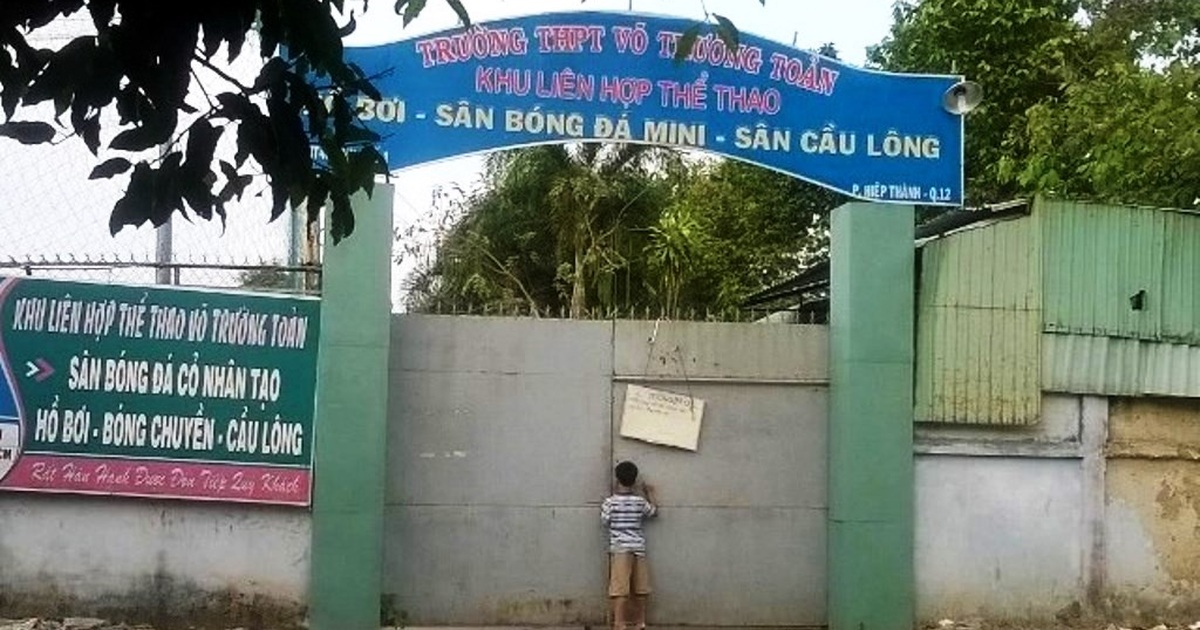 TRƯỜNG THPT VÕ TRƯỜNG TOẢN
KHU LIÊN HỢP THỂ THAO
BƠI - SÂN BÓNG ĐÁ MINI - SÂN CẦU LÔNG
P. HIỆP THÀNH - Q.12
KHU LIÊN HỢP THỂ THAO VÕ TRƯỜNG TOẢN
SÂN BÓNG ĐÁ CỎ NHÂN TẠO
HỒ BƠI - BÓNG CHUYỀN - CẦU LÔNG
Rất Hân Hạnh Được Đón Tiếp Quý Khách